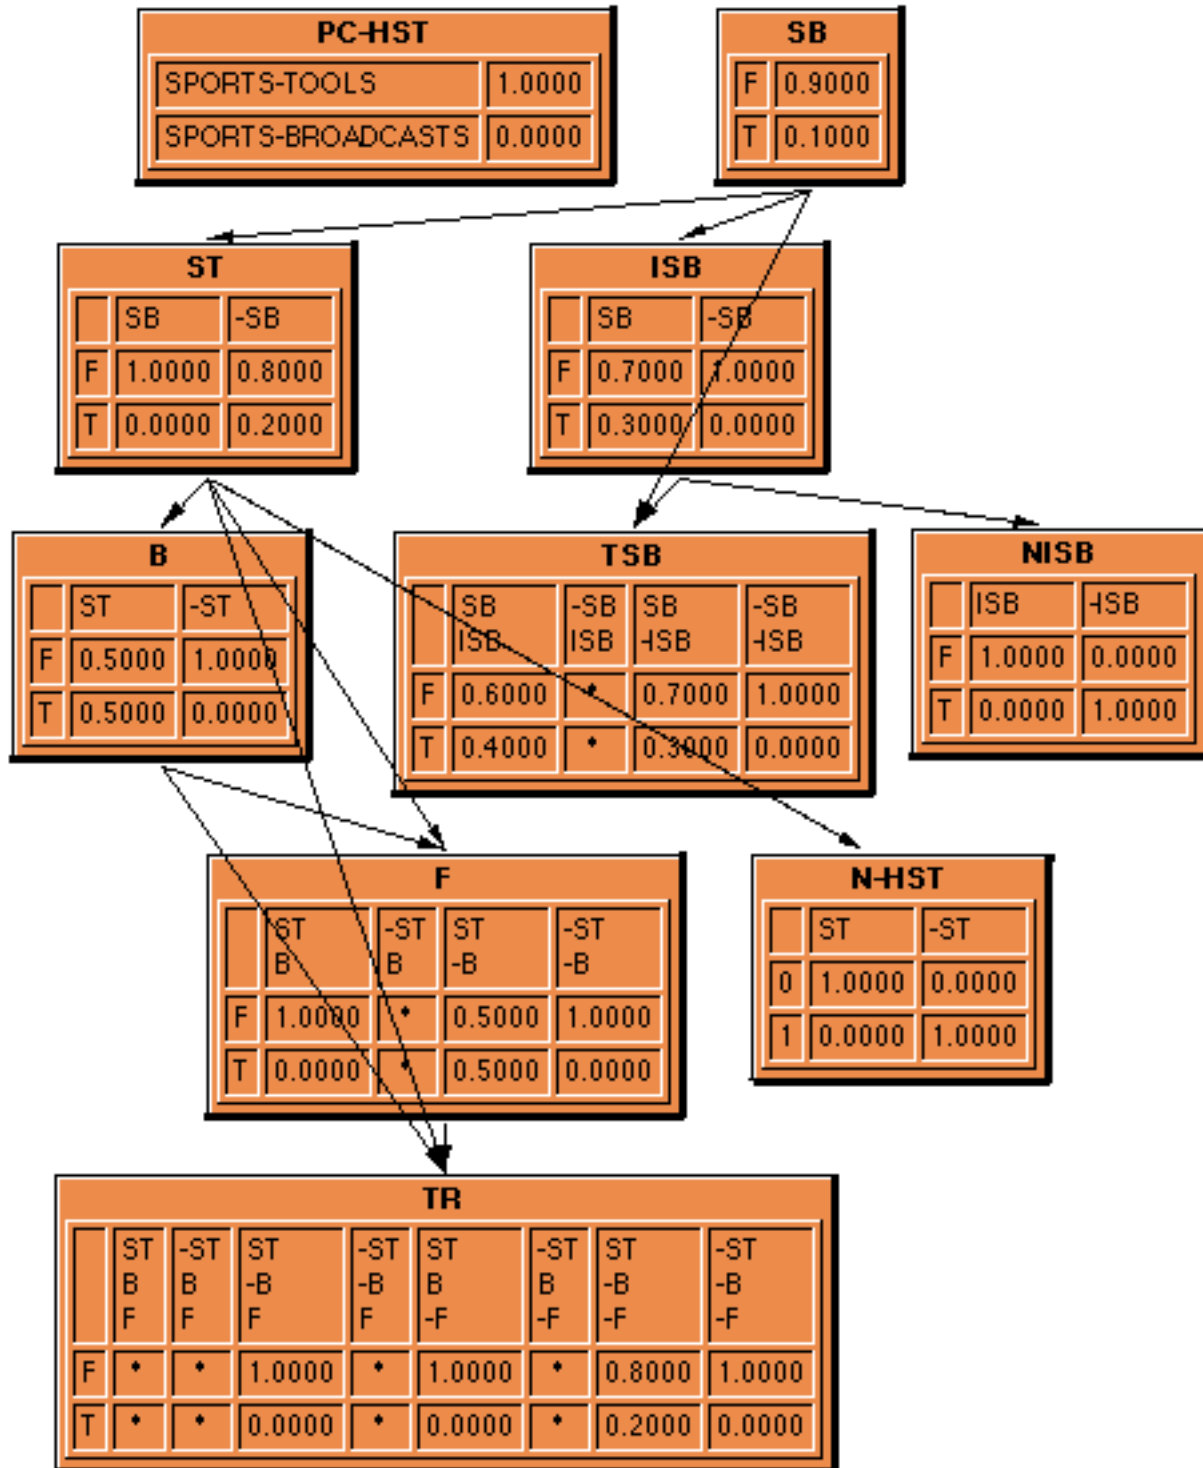 PC-HST
SPORTS-TOOLS 1.0000
SPORTS-BROADCASTS 0.0000
SB
F 0.9000
T 0.1000
ST
SB -SB
F 1.0000 0.8000
T 0.0000 0.2000
ISB
SB -SB
F 0.7000 1.0000
T 0.3000 0.0000
B
ST -ST
F 0.5000 1.0000
T 0.5000 0.0000
TSB
SB -SB SB -SB
ISB ISB -ISB -ISB
F 0.6000 * 0.7000 1.0000
T 0.4000 * 0.3000 0.0000
NISB
ISB -ISB
F 1.0000 0.0000
T 0.0000 1.0000
F
ST -ST ST -ST
B B -B -B
F 1.0000 * 0.5000 1.0000
T 0.0000 * 0.5000 0.0000
N-HST
ST -ST
0 1.0000 0.0000
1 0.0000 1.0000
TR
ST -ST ST -ST ST -ST ST -ST
B B -B -B B B -B -B
F F F F -F -F -F -F
F * * 1.0000 * 1.0000 * 0.8000 1.0000
T * * 0.0000 * 0.0000 * 0.2000 0.0000